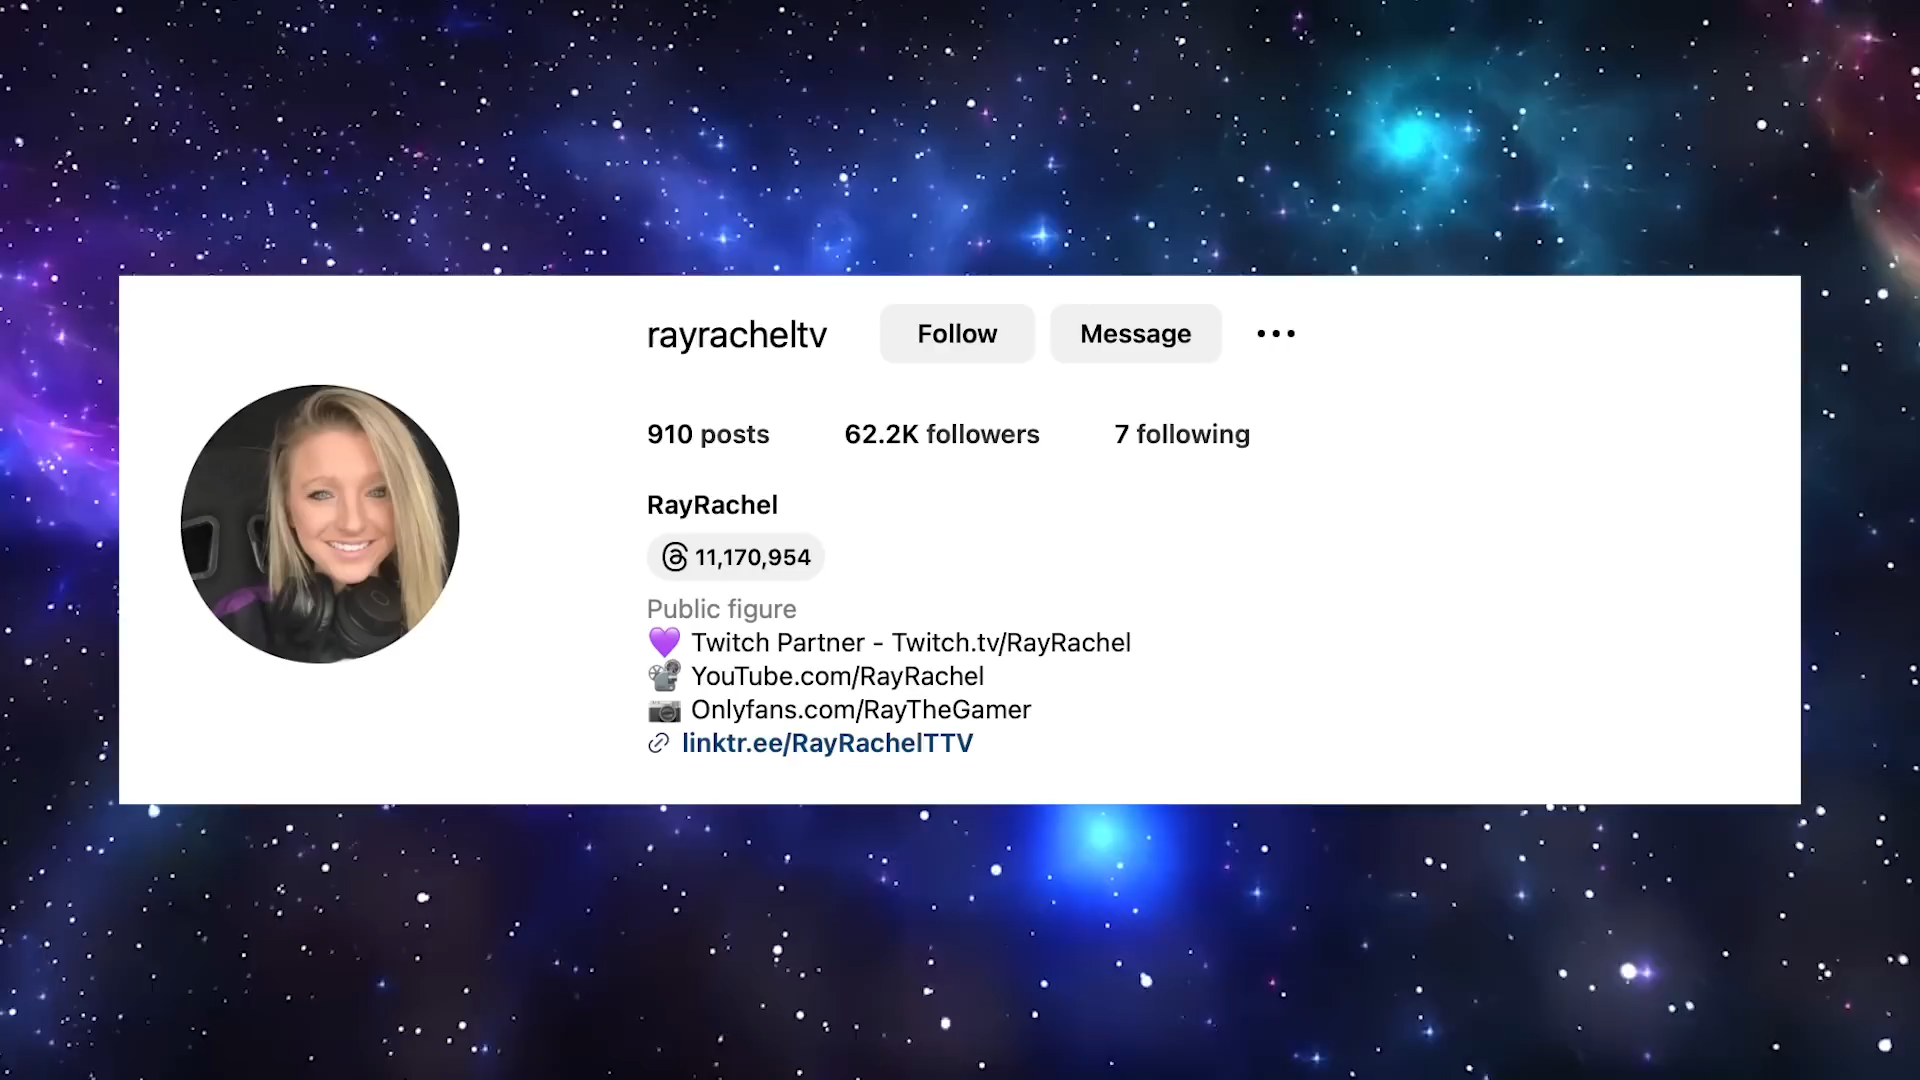 rayracheltv Follow Message
910 posts 62.2K followers 7 following
RayRachel
11,170,954
Public figure
💜 Twitch Partner - Twitch.tv/RayRachel
📽 YouTube.com/RayRachel
📷 Onlyfans.com/RayTheGamer
linktr.ee/RayRachelTTV